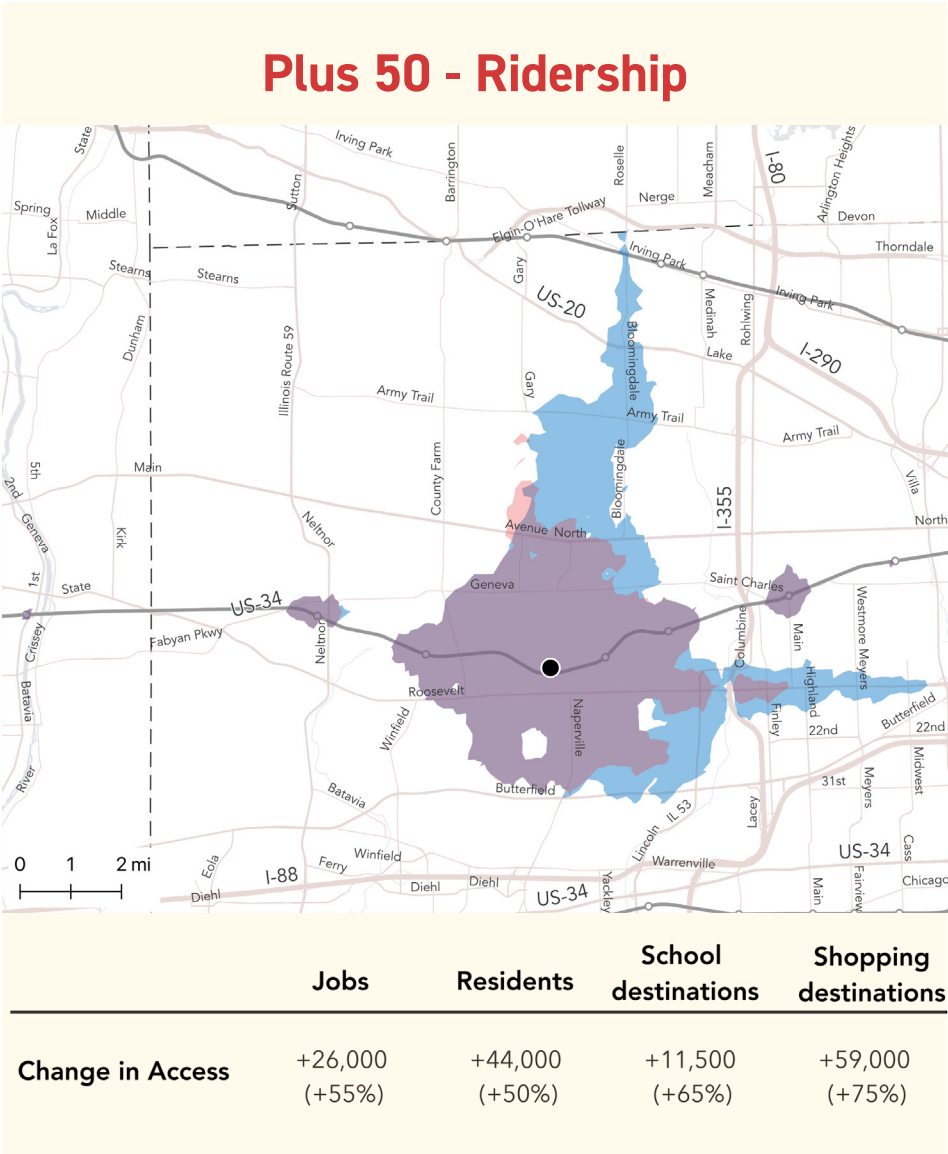 Plus 50 - Ridership
State
Irving Park
Barrington
Roselle
Meacham
I-80
Arlington Heights
Spring
La Fox
Middle
Sutton
Nerge
Devon
Elgin-O'Hare Tollway
Thorndale
Irving Park
Stearns
Stearns
Gary
US-20
Medinah
Rohlwing
Irving Park
Dunham
Illinois Route 59
Bloomingdale
Lake
I-290
Gary
Army Trail
Army Trail
Army Trail
5th
Main
County Farm
Bloomingdale
Villa
2nd
I-355
Geneva
Kirk
Neltnor
Avenue North
North
1st
State
Geneva
Saint Charles
US-34
Crissey
Fabyan Pkwy
Neltnor
Columbine
Main
Westmore Meyers
Batavia
Roosevelt
Highland
Winfield
Naperville
Finley
22nd
Butterfield
22nd
River
Batavia
Butterfield
31st
Meyers
Midwest
IL 53
Lacey
Lincoln
0 1 2 mi
Eola
Ferry
Winfield
Warrenville
US-34
Cass
I-88
Diehl
Diehl
Diehl
US-34
Yackley
Main
Fairview
Chicago
Jobs
Residents
School
destinations
Shopping
destinations
Change in Access
+26,000
(+55%)
+44,000
(+50%)
+11,500
(+65%)
+59,000
(+75%)